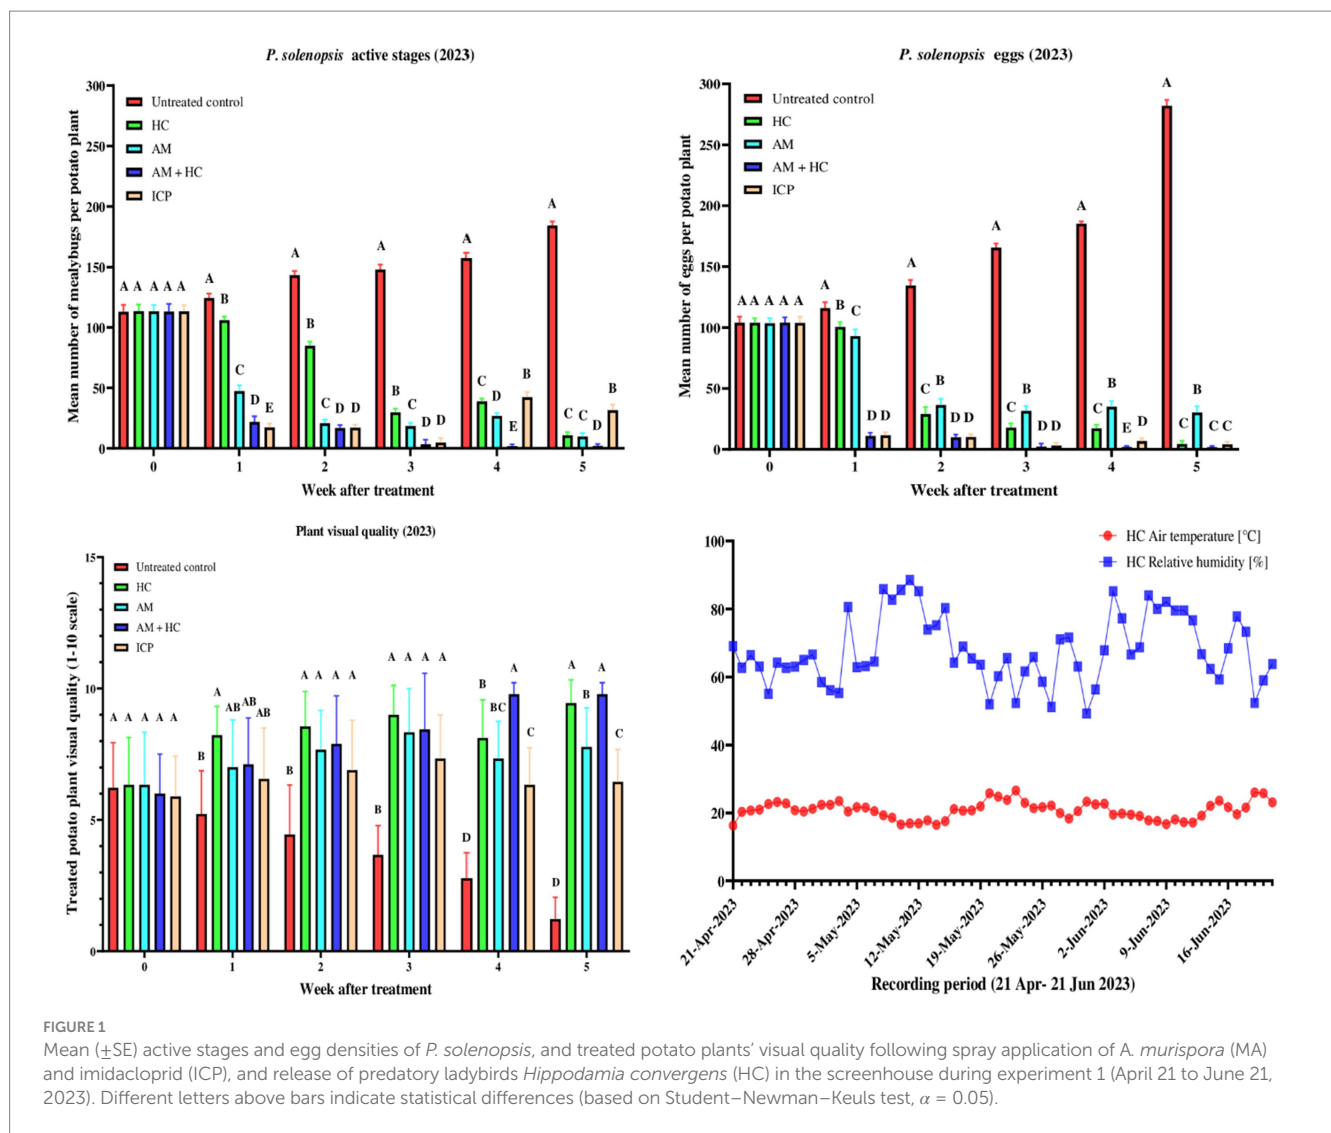 P. solenopsis active stages (2023)
300
250
200
150
100
50
0
Mean number of mealybugs per potato plant
Untreated control
HC
AM
AM + HC
ICP
A A A A A
A B C D E
A B C D D
A B C D D
A C D E B
A C C D B
0 1 2 3 4 5
Week after treatment
P. solenopsis eggs (2023)
300
250
200
150
100
50
0
Mean number of eggs per potato plant
Untreated control
HC
AM
AM + HC
ICP
A A A A A
A B C D D
A C B D D
A C B D D
A C B E D
A C B C C
0 1 2 3 4 5
Week after treatment
Plant visual quality (2023)
15
10
5
0
Treated potato plant visual quality (1-10 scale)
Untreated control
HC
AM
AM + HC
ICP
A A A A A
B A AB AB AB
B A A A A
B A A A A
D B BC A C
D A B A C
0 1 2 3 4 5
Week after treatment
HC Air temperature [°C]
HC Relative humidity [%]
100
80
60
40
20
0
21-Apr-2023
28-Apr-2023
5-May-2023
12-May-2023
19-May-2023
26-May-2023
2-Jun-2023
9-Jun-2023
16-Jun-2023
Recording period (21 Apr- 21 Jun 2023)
FIGURE 1
Mean (±SE) active stages and egg densities of P. solenopsis, and treated potato plants’ visual quality following spray application of A. murispora (MA)
and imidacloprid (ICP), and release of predatory ladybirds Hippodamia convergens (HC) in the screenhouse during experiment 1 (April 21 to June 21,
2023). Different letters above bars indicate statistical differences (based on Student–Newman–Keuls test, α = 0.05).